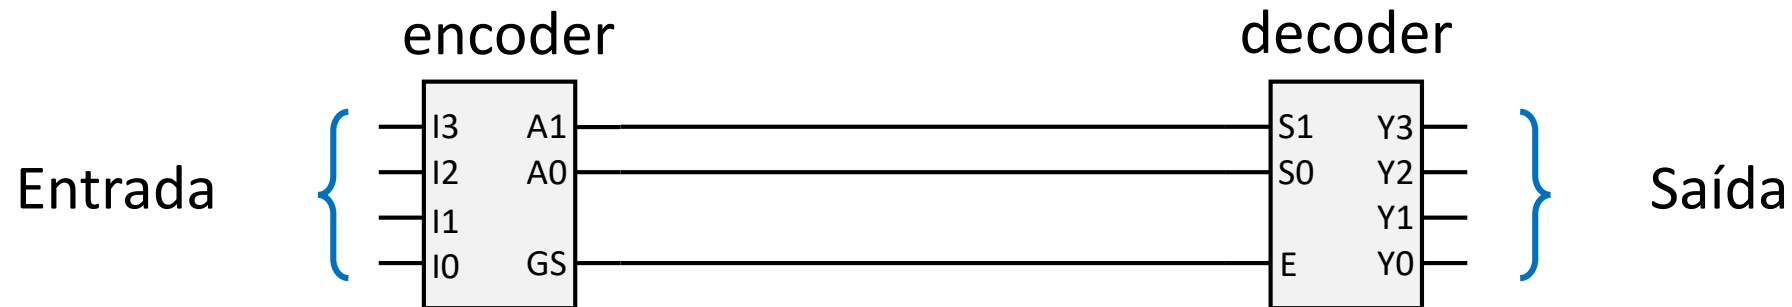 encoder
decoder
Entrada
I3 A1
I2 A0
I1
I0 GS
S1 Y3
S0 Y2
Y1
E Y0
Saída